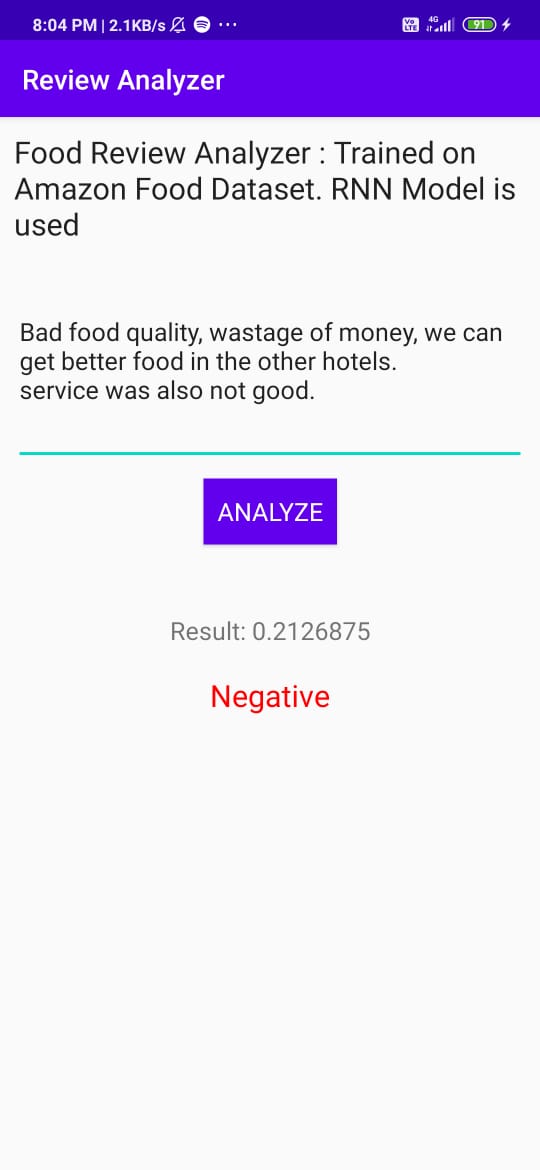 8:04 PM | 2.1KB/s ... Vo LTE 4G 91
Review Analyzer
Food Review Analyzer : Trained on
Amazon Food Dataset. RNN Model is
used
Bad food quality, wastage of money, we can
get better food in the other hotels.
service was also not good.
ANALYZE
Result: 0.2126875
Negative